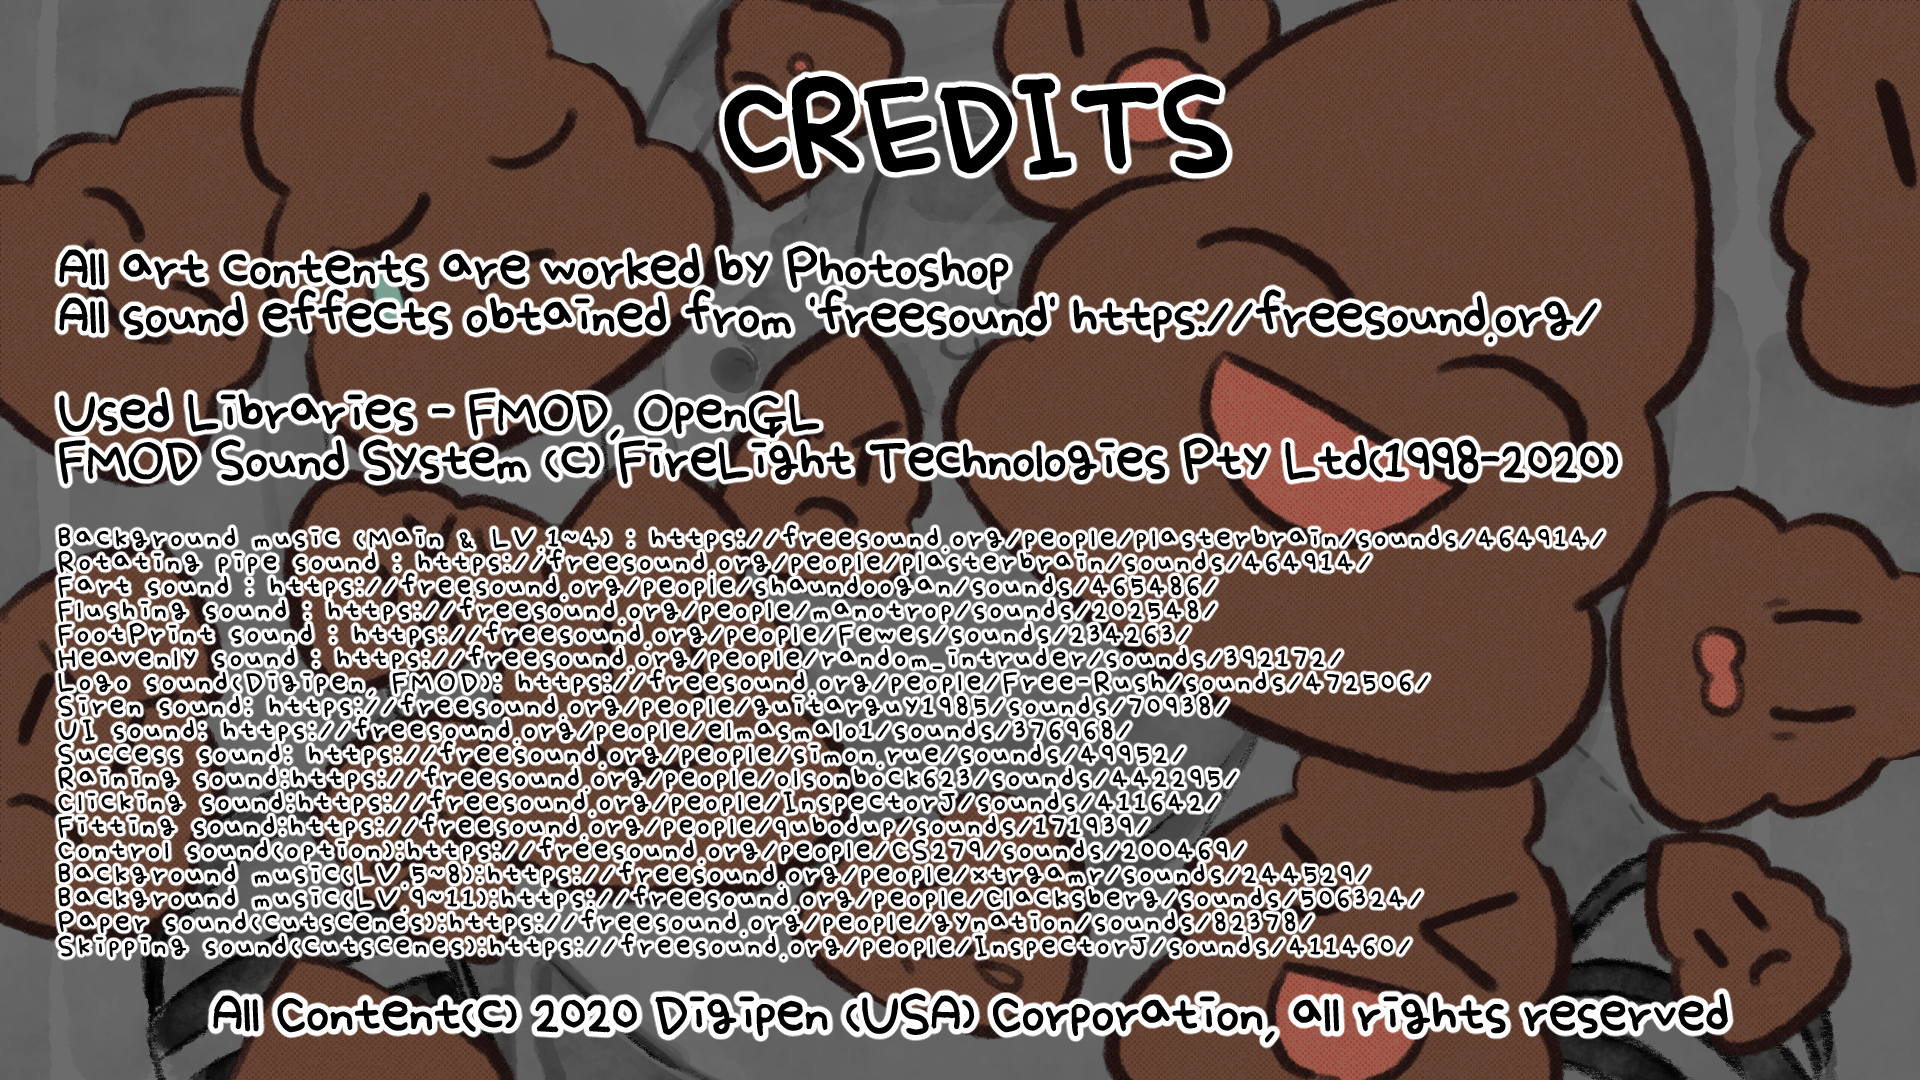 CREDITS
All art contents are worked by Photoshop
All sound effects obtained from 'freesound' https://freesound.org/
Used Libraries - FMOD, OpenGL
FMOD Sound System (C) FireLight Technologies Pty Ltd(1998-2020)
Background music (Main & LV.1~4) : https://freesound.org/people/plasterbrain/sounds/464914/
Rotating pipe sound : https://freesound.org/people/plasterbrain/sounds/464914/
Fart sound : https://freesound.org/people/shaundoogan/sounds/465486/
Flushing sound : https://freesound.org/people/manotrop/sounds/202548/
FootPrint sound : https://freesound.org/people/Fewes/sounds/234263/
Heavenly sound : https://freesound.org/people/random_intruder/sounds/392172/
Logo sound(Digipen, FMOD): https://freesound.org/people/Free-Rush/sounds/472506/
Siren sound: https://freesound.org/people/guitarguy1985/sounds/70938/
UI sound: https://freesound.org/people/elmasmalo1/sounds/376968/
Success sound: https://freesound.org/people/simon.rue/sounds/49952/
Raining sound:https://freesound.org/people/olsonbock623/sounds/442295/
Clicking sound:https://freesound.org/people/InspectorJ/sounds/411642/
Fitting sound:https://freesound.org/people/qubodup/sounds/171939/
Control sound(option):https://freesound.org/people/CS279/sounds/200469/
Background music(LV.5~8):https://freesound.org/people/xtrgamr/sounds/244529/
Background music(LV.9~11):https://freesound.org/people/Clacksberg/sounds/506324/
Paper sound(cutscenes):https://freesound.org/people/gynation/sounds/82378/
Skipping sound(cutscenes):https://freesound.org/people/InspectorJ/sounds/411460/
All Content(C) 2020 Digipen (USA) Corporation, all rights reserved